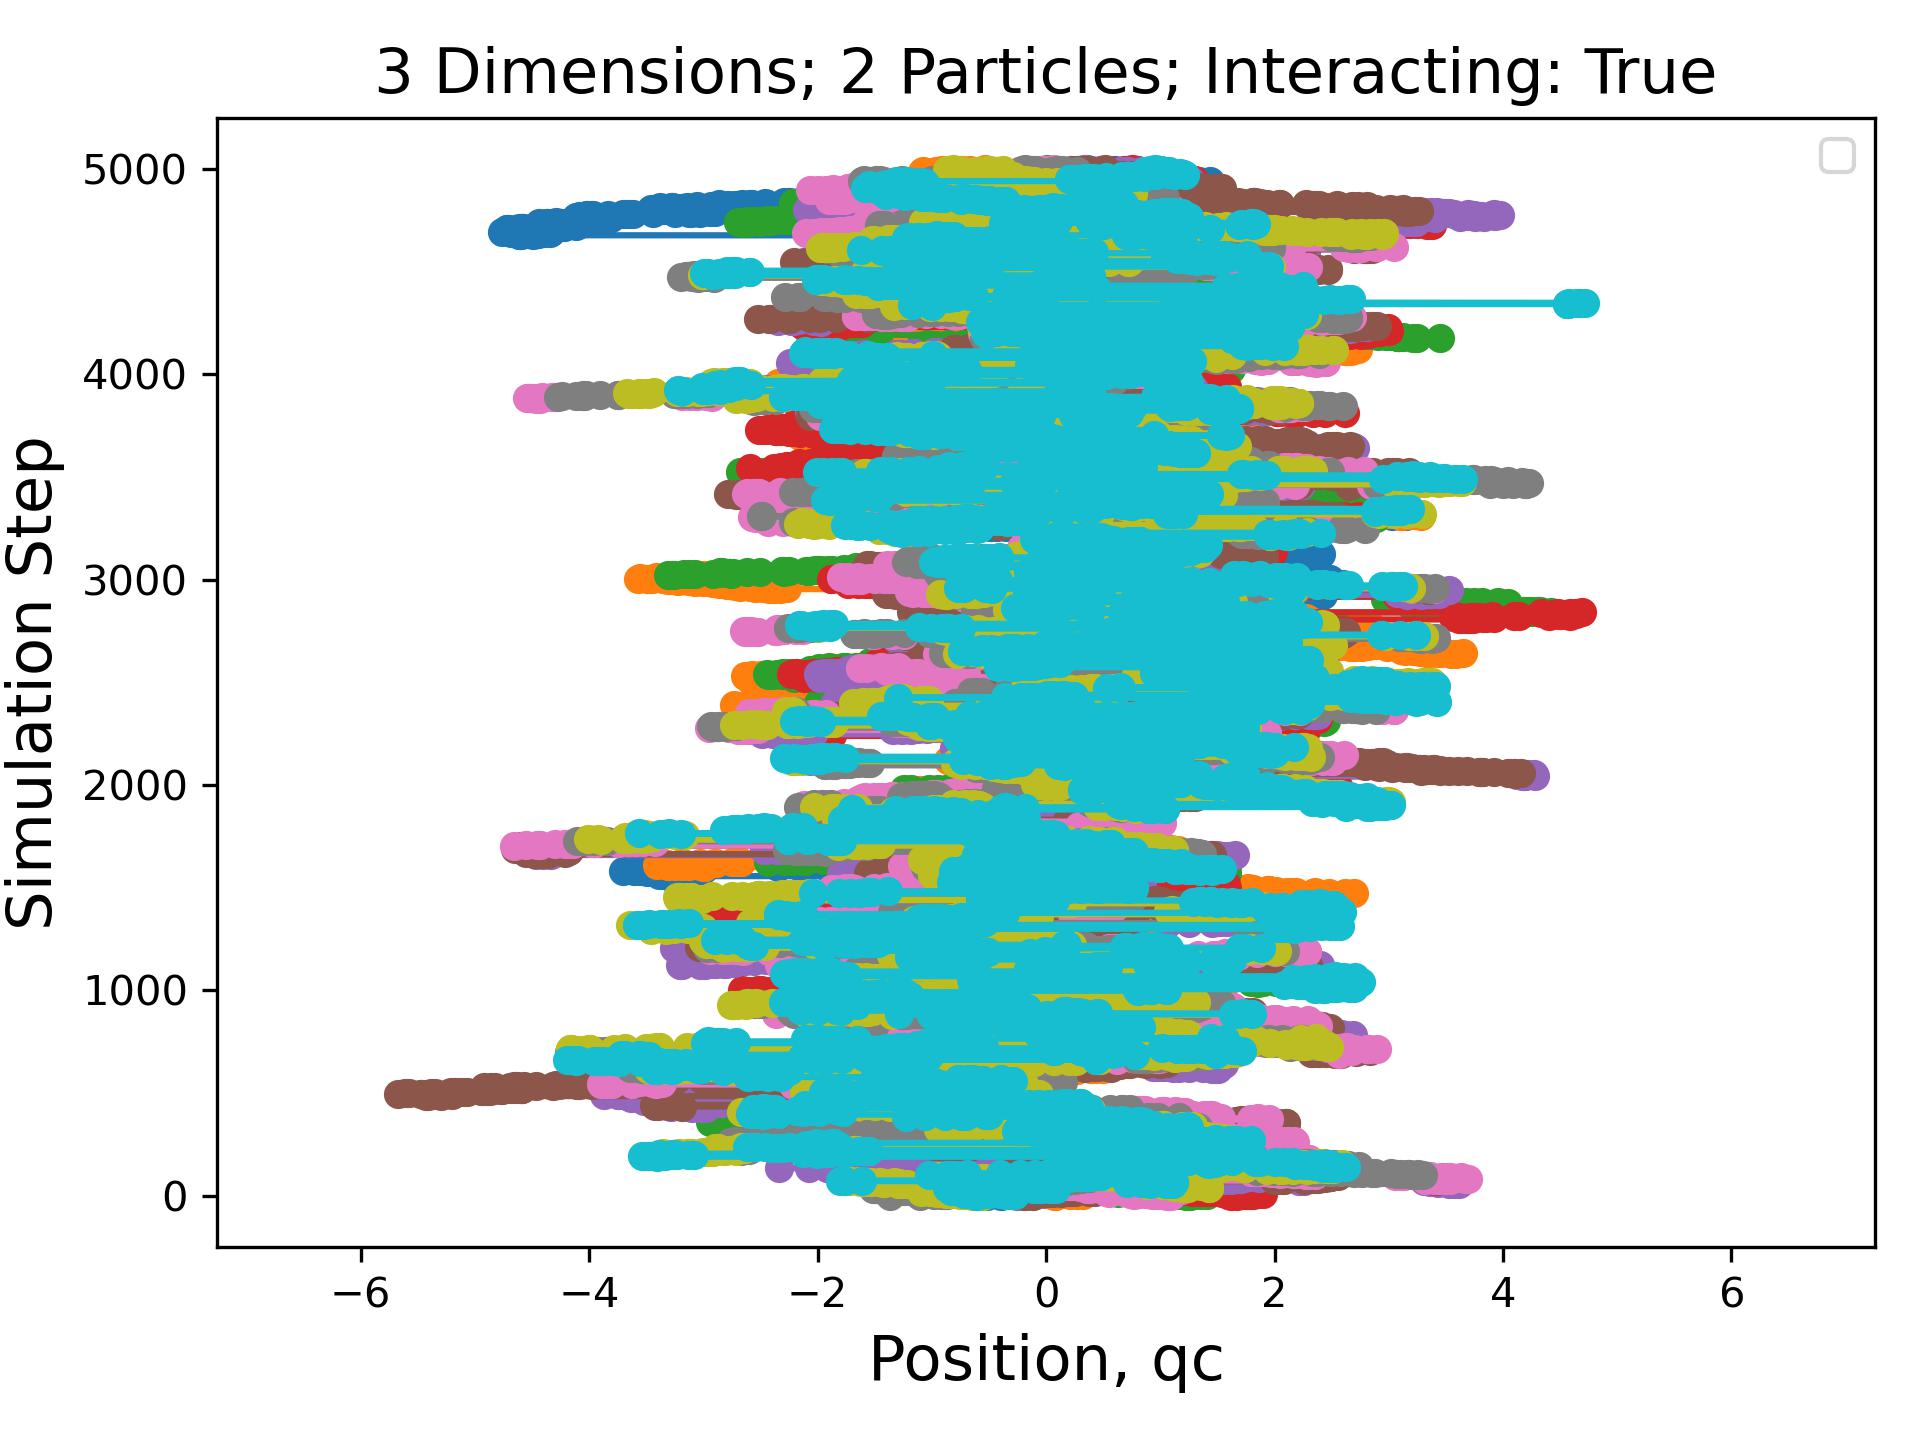 3 Dimensions; 2 Particles; Interacting: True
5000
4000
3000
2000
1000
0
Simulation Step
−6 −4 −2 0 2 4 6
Position, qc